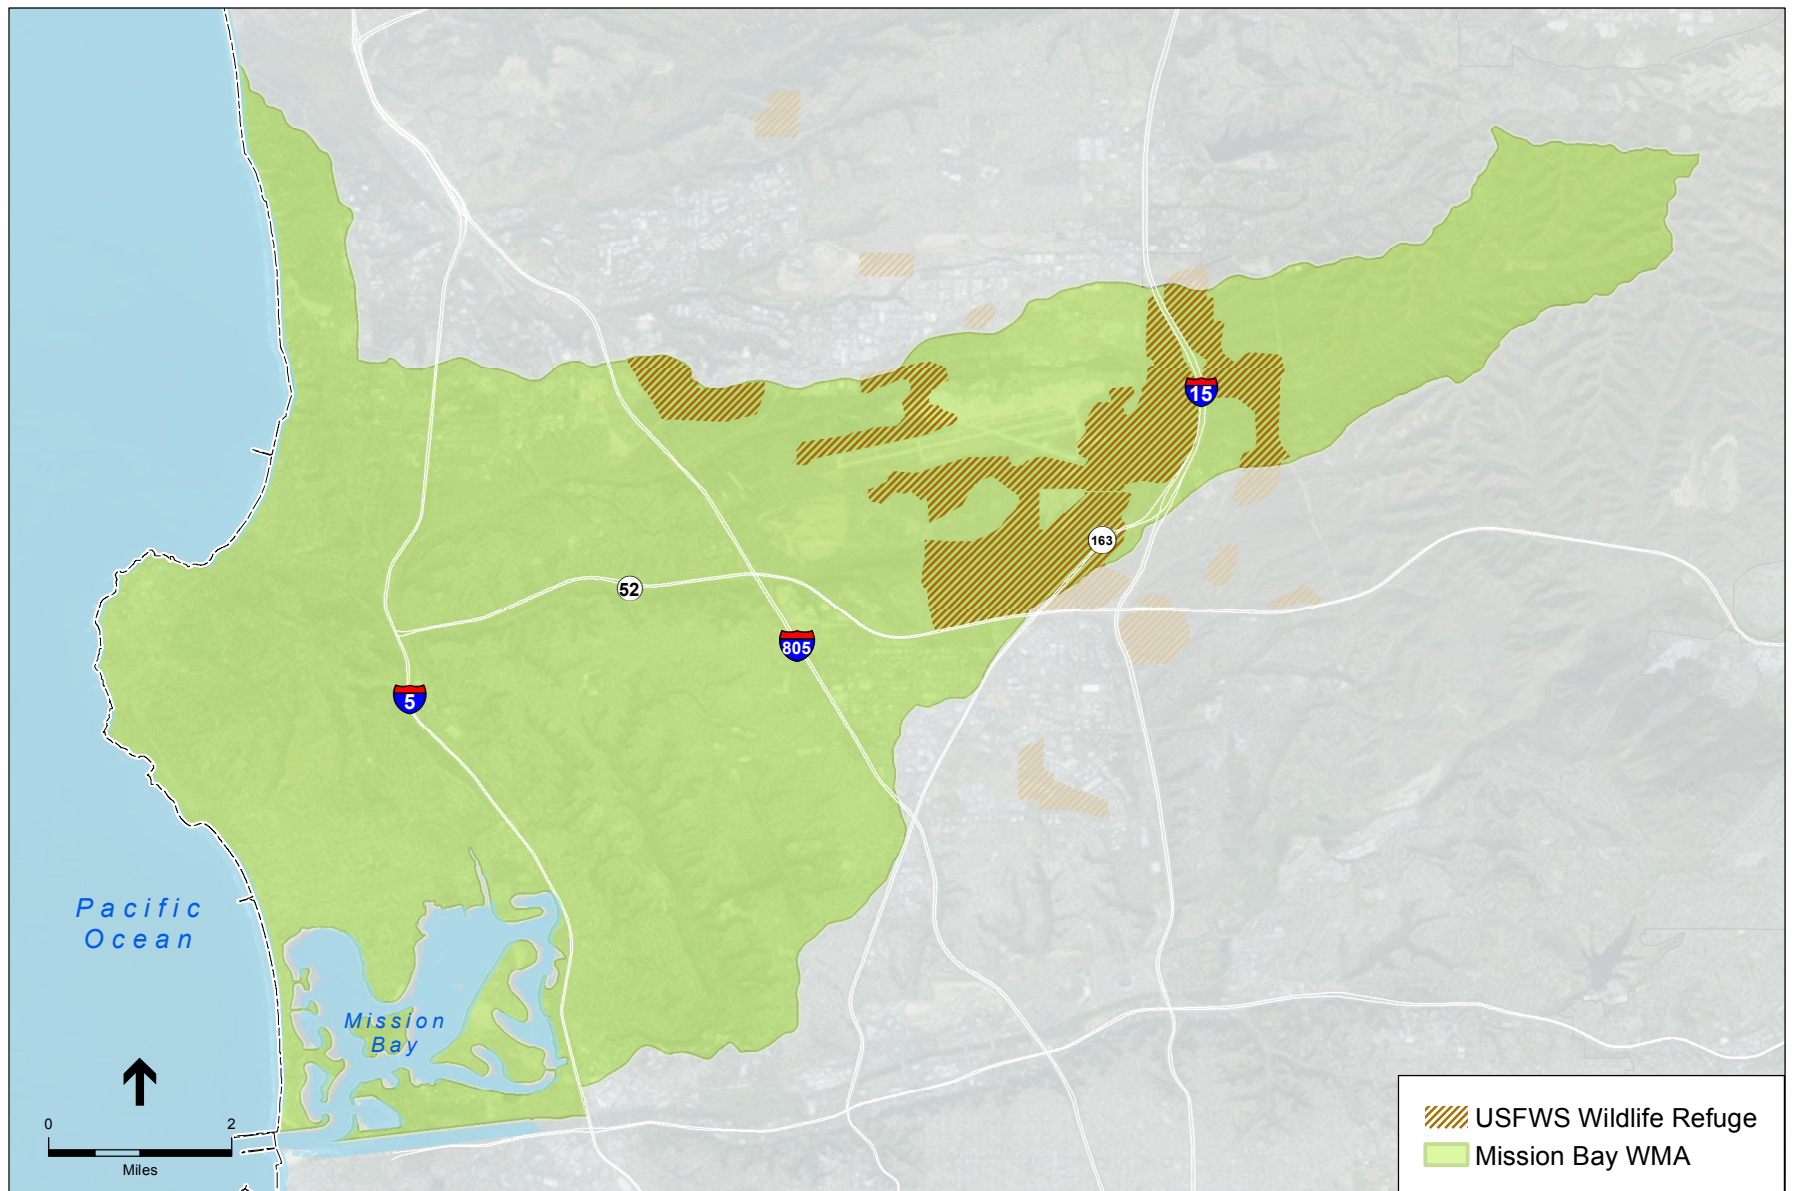 15
163
52
805
5
Pacific
Ocean
Mission
Bay
0 2
Miles
USFWS Wildlife Refuge
Mission Bay WMA